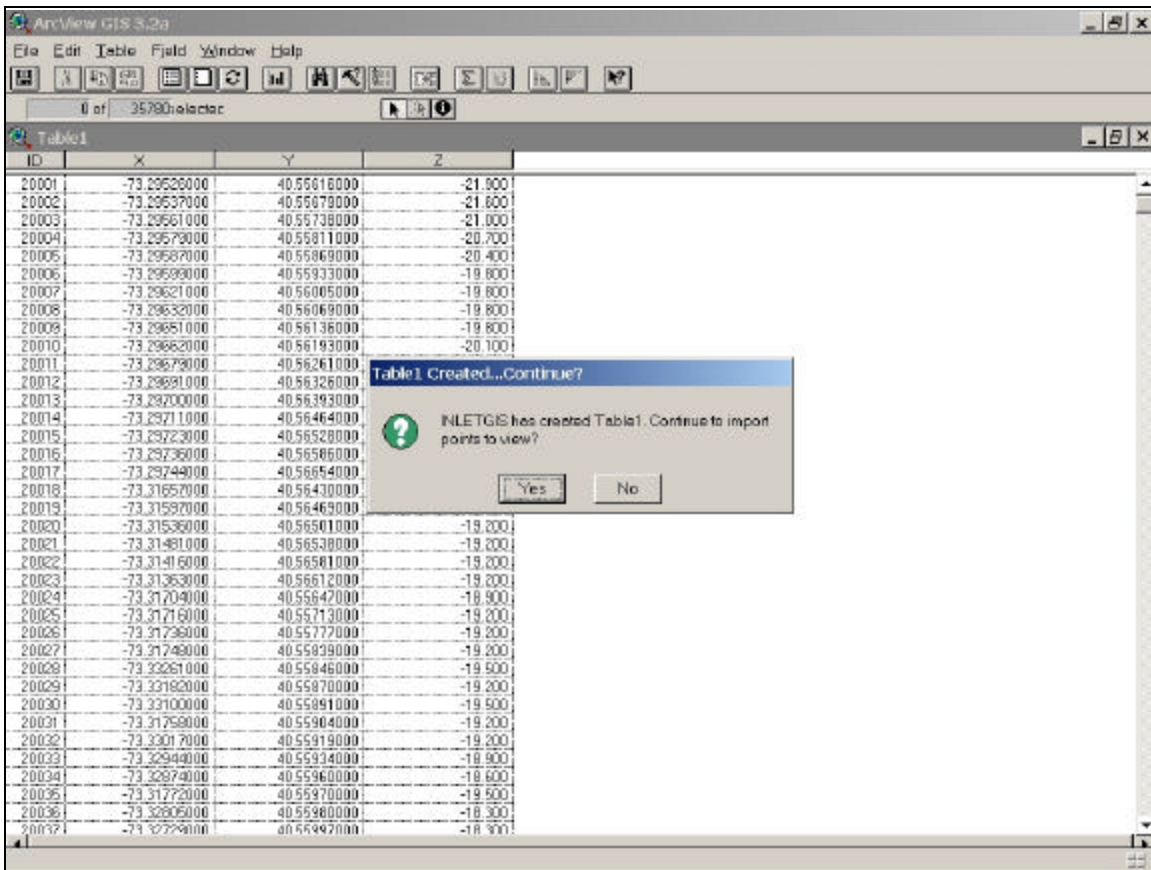 ArcView GIS 3.2a
File Edit Table Field Window Help
0 of 35780 selected
Table1
ID X Y Z
20001 -73.29526000 40.55616000 -21.900
20002 -73.29537000 40.55679000 -21.600
20003 -73.29561000 40.55738000 -21.000
20004 -73.29579000 40.55811000 -20.700
20005 -73.29587000 40.55869000 -20.400
20006 -73.29599000 40.55933000 -19.800
20007 -73.29621000 40.56005000 -19.800
20008 -73.29632000 40.56069000 -19.800
20009 -73.29651000 40.56136000 -19.800
20010 -73.29662000 40.56193000 -20.100
20011 -73.29679000 40.56261000
20012 -73.29691000 40.56326000
20013 -73.29700000 40.56393000
20014 -73.29711000 40.56464000
20015 -73.29723000 40.56528000
20016 -73.29736000 40.56586000
20017 -73.29744000 40.56654000
20018 -73.31657000 40.56430000
20019 -73.31597000 40.56469000
Table1 Created...Continue?
INLETGIS has created Table1. Continue to import
points to view?
Yes No
20020 -73.31536000 40.56501000 -19.200
20021 -73.31481000 40.56538000 -19.200
20022 -73.31416000 40.56581000 -19.200
20023 -73.31363000 40.56612000 -19.200
20024 -73.31704000 40.55647000 -18.900
20025 -73.31716000 40.55713000 -19.200
20026 -73.31736000 40.55777000 -19.200
20027 -73.31748000 40.55839000 -19.200
20028 -73.33261000 40.55846000 -19.500
20029 -73.33182000 40.55870000 -19.200
20030 -73.33100000 40.55891000 -19.500
20031 -73.31758000 40.55904000 -19.200
20032 -73.33017000 40.55919000 -19.200
20033 -73.32944000 40.55934000 -18.900
20034 -73.32874000 40.55960000 -18.600
20035 -73.31772000 40.55970000 -19.500
20036 -73.32805000 40.55980000 -18.300
20037 -73.32729000 40.55997000 -18.300